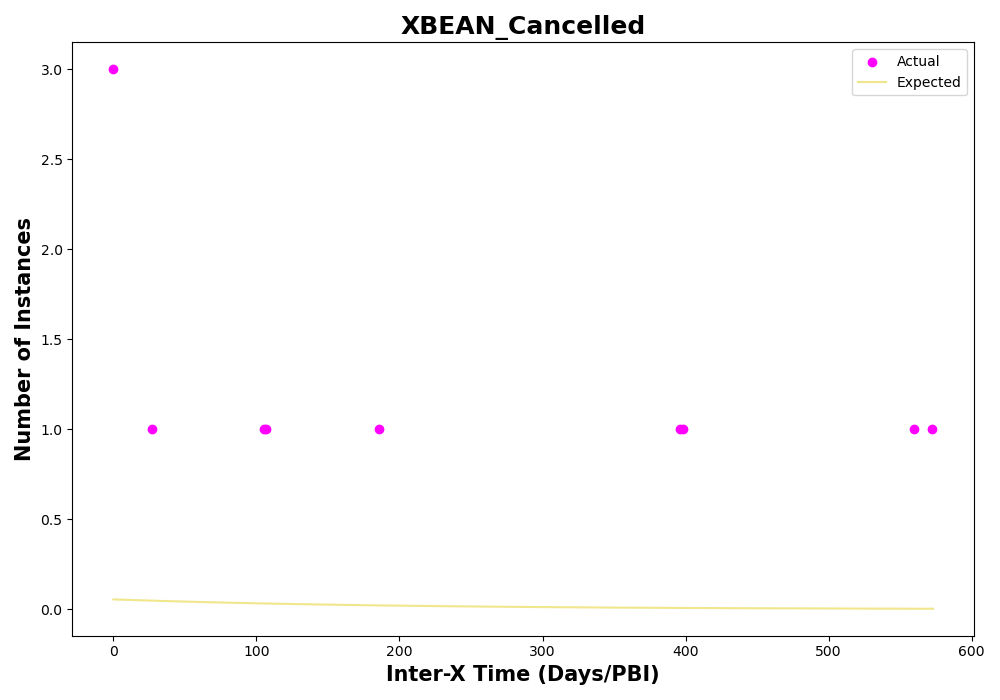 XBEAN_Cancelled
Actual
Expected
Number of Instances
3.0
2.5
2.0
1.5
1.0
0.5
0.0
0
100
200
300
400
500
600
Inter-X Time (Days/PBI)